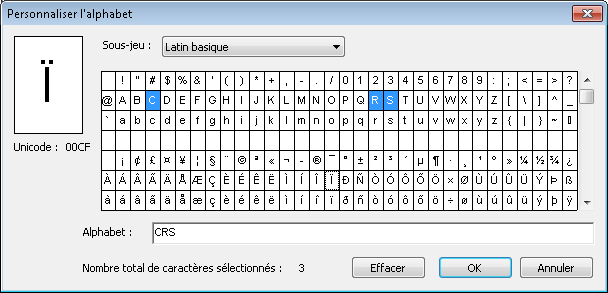 Personnaliser l'alphabet
Sous-jeu : Latin basique
Ï
Unicode : 00CF
! " # $ % & ' ( ) * + , - . / 0 1 2 3 4 5 6 7 8 9 : ; < = > ?
@ A B C D E F G H I J K L M N O P Q R S T U V W X Y Z [ \ ] ^ _
` a b c d e f g h i j k l m n o p q r s t u v w x y z { | } ~ □
¡ ¢ £ ¤ ¥ ¦ § ¨ © ª « ¬ - ® ¯ ° ± ² ³ ´ µ ¶ · ¸ ¹ º » ¼ ½ ¾ ¿
À Á Â Ã Ä Å Æ Ç È É Ê Ë Ì Í Î Ï Ð Ñ Ò Ó Ô Õ Ö × Ø Ù Ú Û Ü Ý Þ ß
à á â ã ä å æ ç è é ê ë ì í î ï ð ñ ò ó ô õ ö ÷ ø ù ú û ü ý þ ÿ
Alphabet : CRS
Nombre total de caractères sélectionnés : 3
Effacer OK Annuler